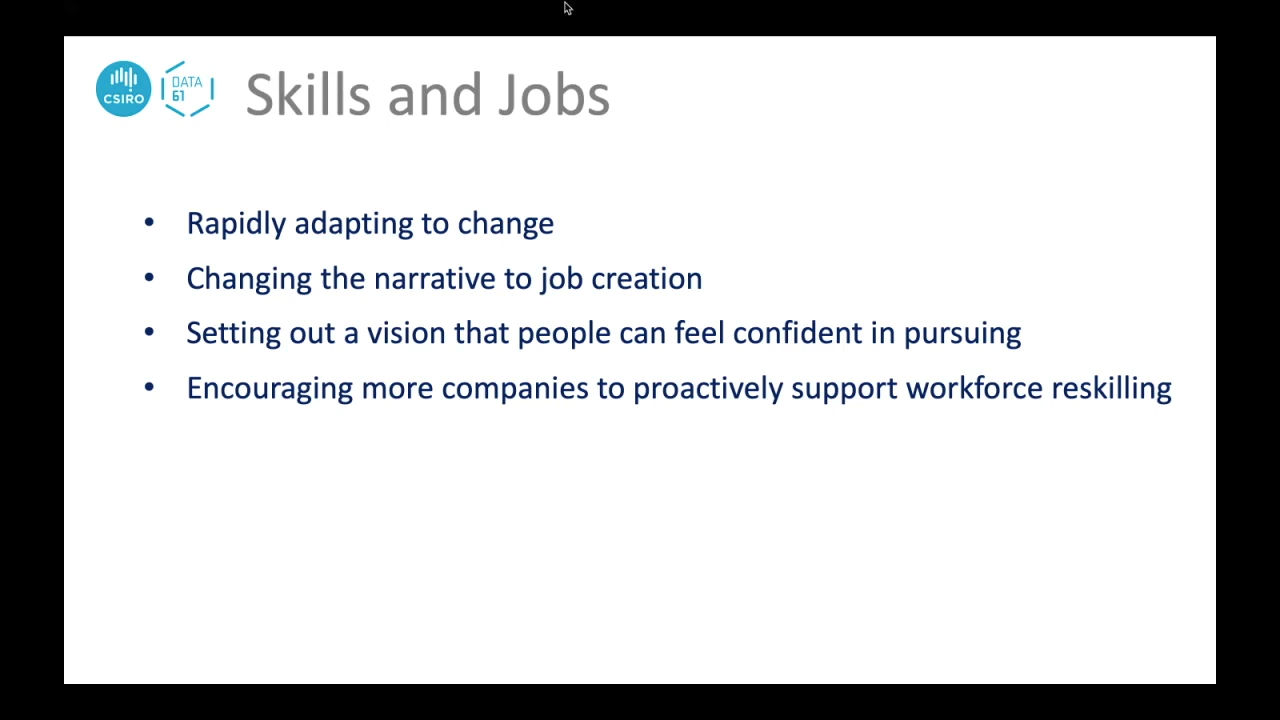 CSIRO
DATA
61
Skills and Jobs
• Rapidly adapting to change
• Changing the narrative to job creation
• Setting out a vision that people can feel confident in pursuing
• Encouraging more companies to proactively support workforce reskilling